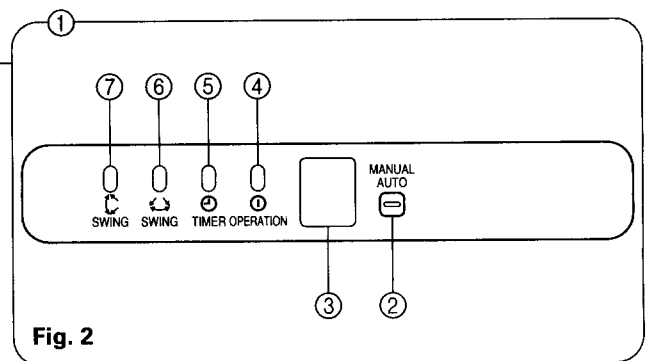 ①
⑦ ⑥ ⑤ ④
MANUAL
AUTO
SWING SWING TIMER OPERATION
③ ②
Fig. 2